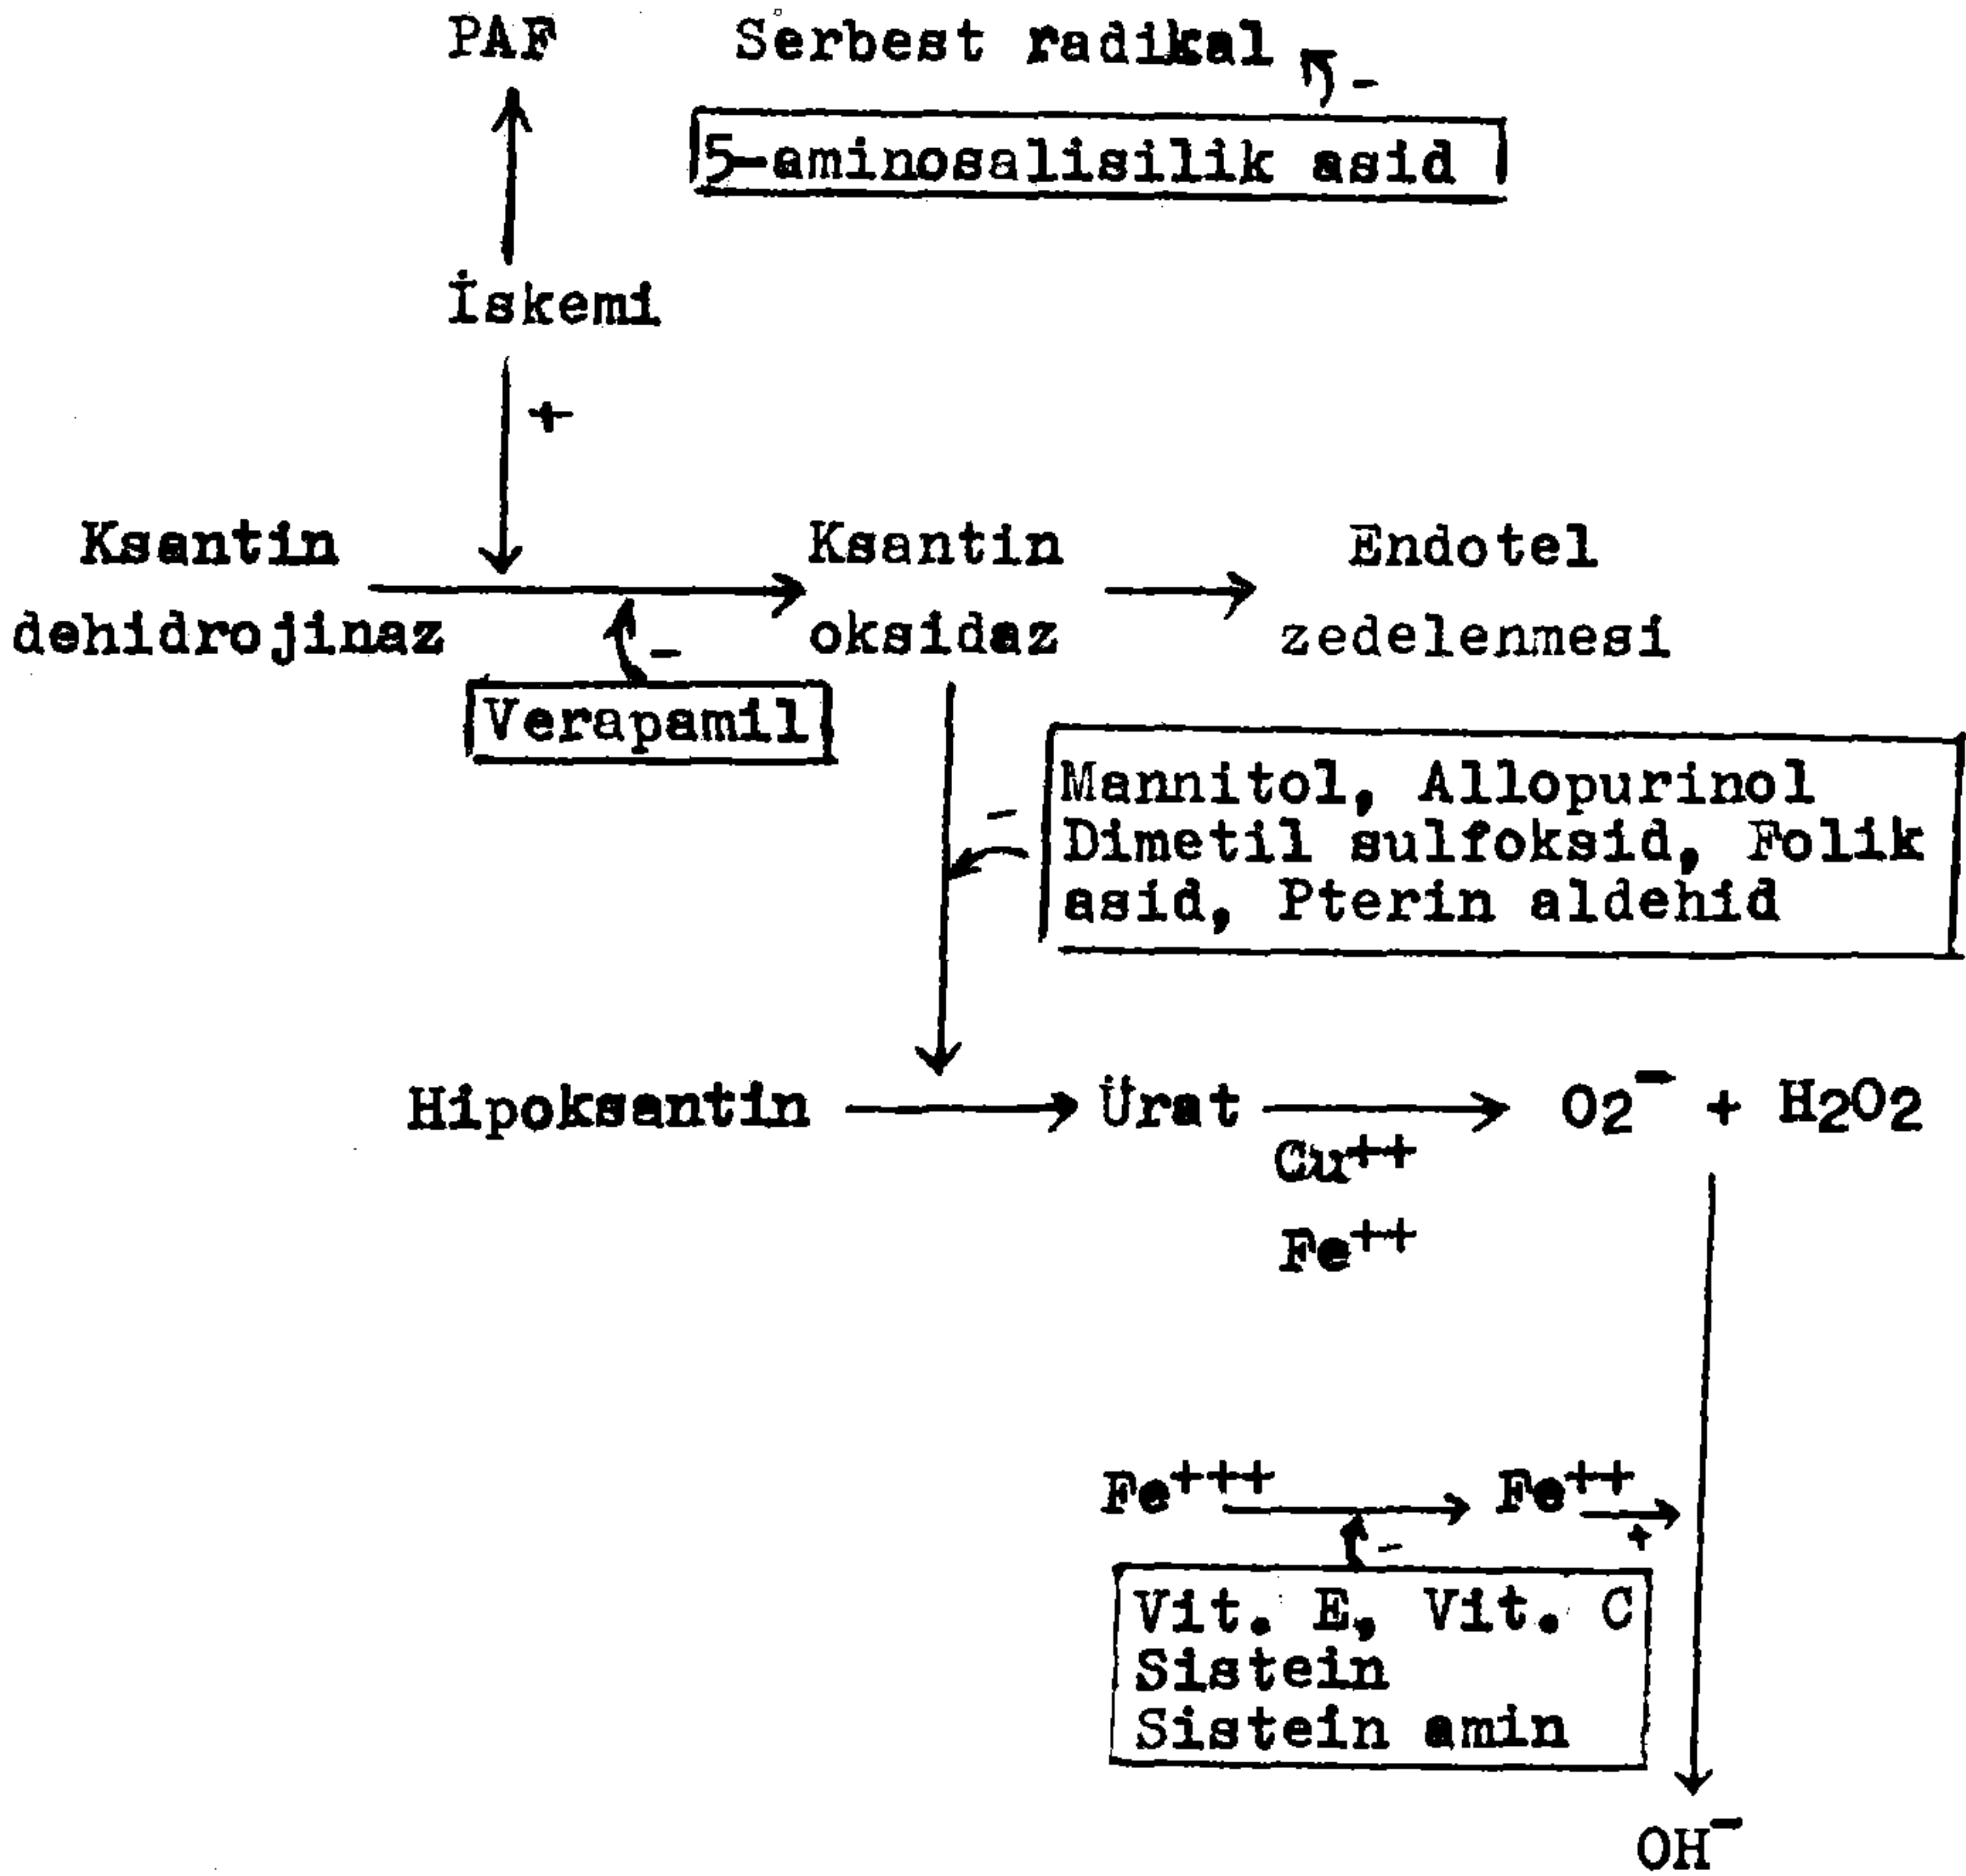 PAF Serbest radikal -
5-aminosalisilik asid
İskemi
+
Ksantin Ksantin Endotel
dehidrojinaz oksidaz zedelenmesi
-
Verapamil
-
Mannitol, Allopurinol
Dimetil sulfoksid, Folik
asid, Pterin aldehid
Hipoksantin Ürat O2⁻ + H2O2
Cu⁺⁺
Fe⁺⁺
Fe⁺⁺⁺ Fe⁺⁺
- +
Vit. E, Vit. C
Sistein
Sistein amin
OH⁻